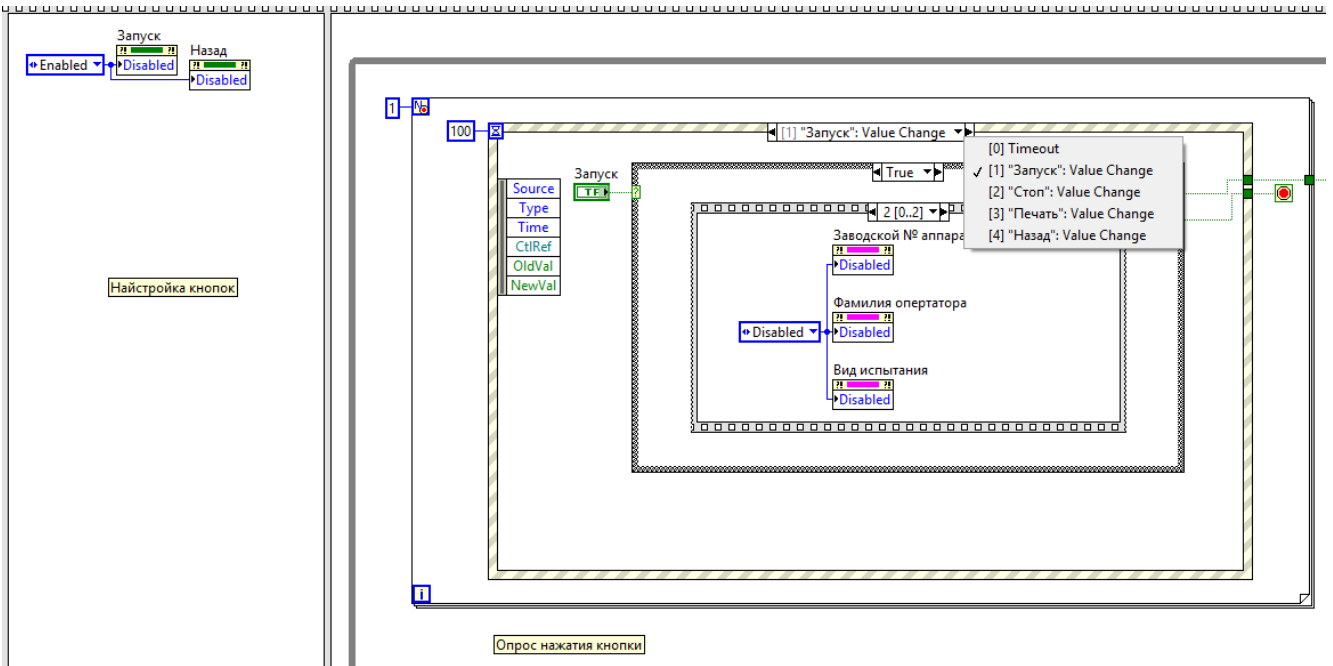 Запуск
Назад
Enabled
Disabled
Disabled
Найстройка кнопок
1
N
100
[1] "Запуск": Value Change
[0] Timeout
[1] "Запуск": Value Change
[2] "Стоп": Value Change
[3] "Печать": Value Change
[4] "Назад": Value Change
Запуск
TF
?
True
Source
Type
Time
CtlRef
OldVal
NewVal
2 [0..2]
Заводской № аппара
?! ?!
Disabled
Фамилия опертатора
?! ?!
Disabled
Disabled
Вид испытания
?! ?!
Disabled
i
Опрос нажатия кнопки